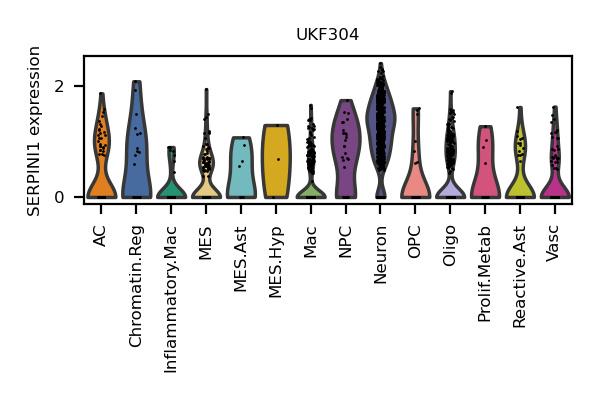 UKF304
SERPINI1 expression
2
0
AC
Chromatin.Reg
Inflammatory.Mac
MES
MES.Ast
MES.Hyp
Mac
NPC
Neuron
OPC
Oligo
Prolif.Metab
Reactive.Ast
Vasc